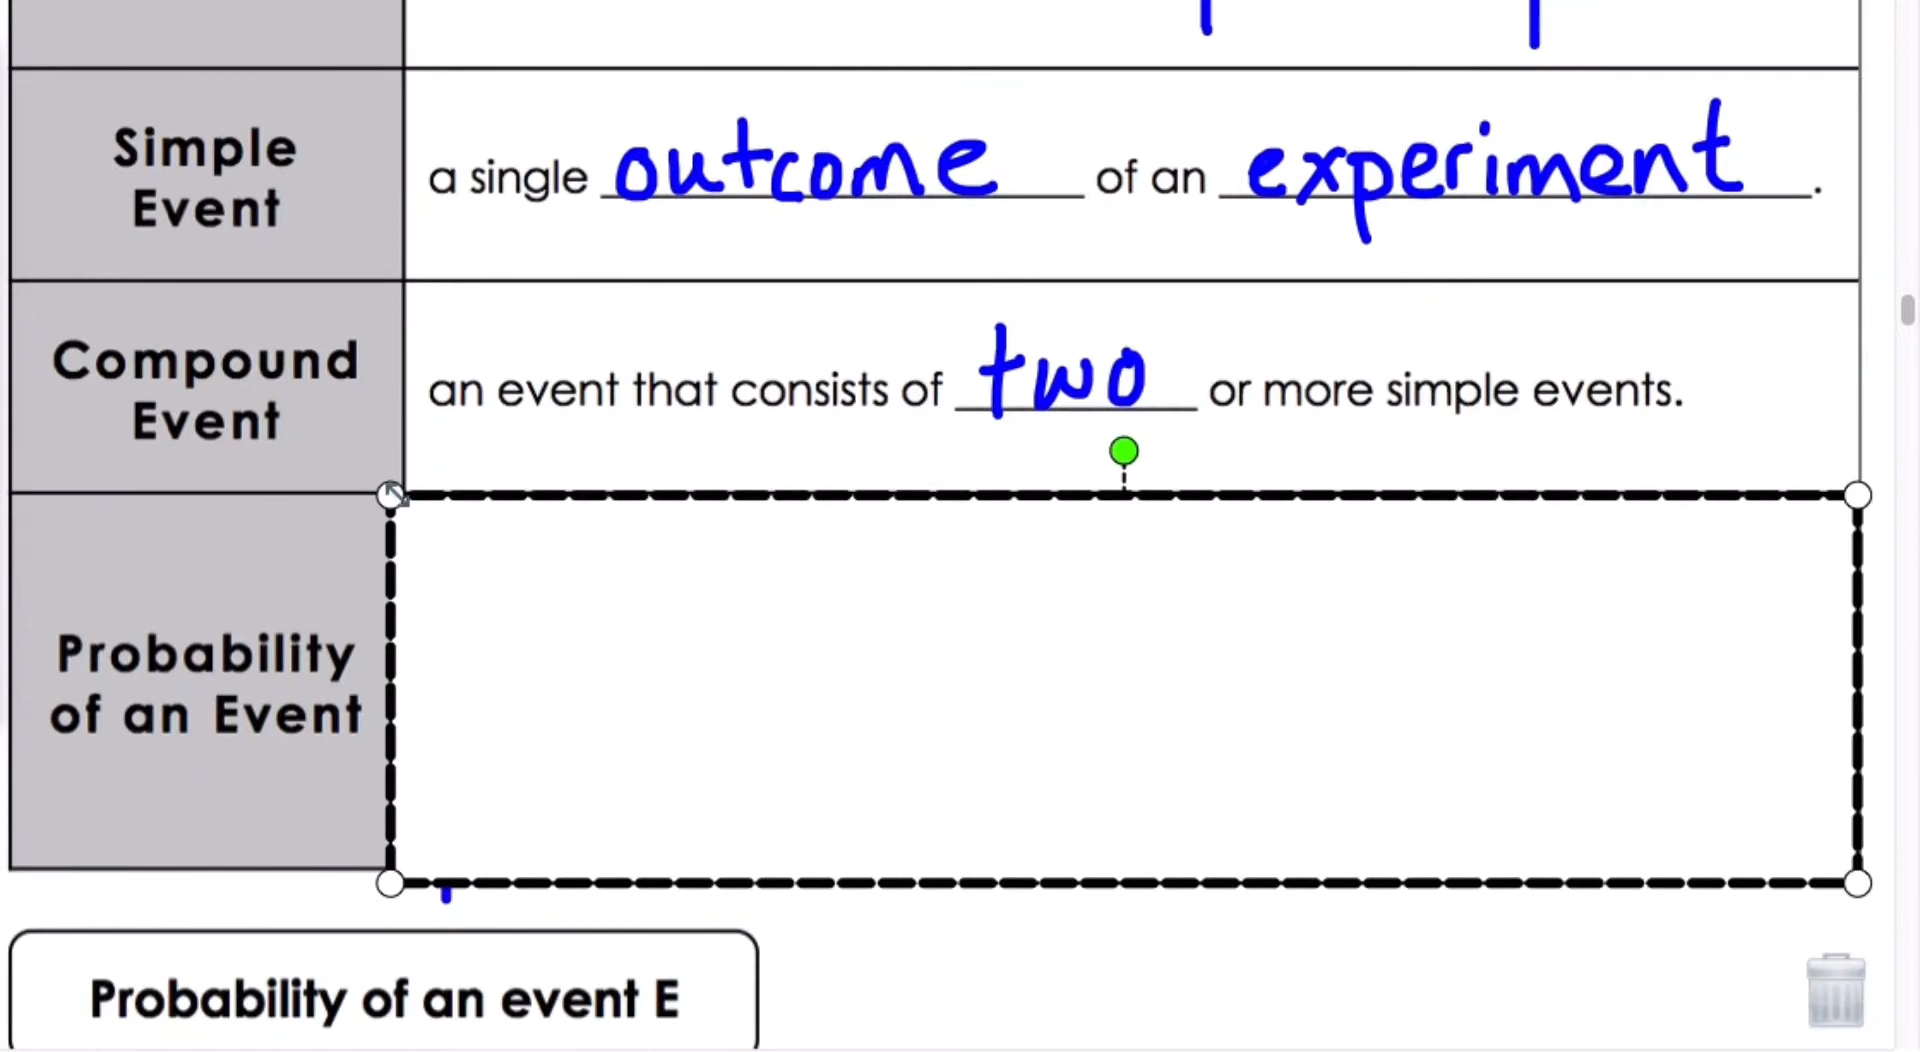 Simple
Event
a single outcome of an experiment.
Compound
Event
an event that consists of two or more simple events.
Probability
of an Event
Probability of an event E